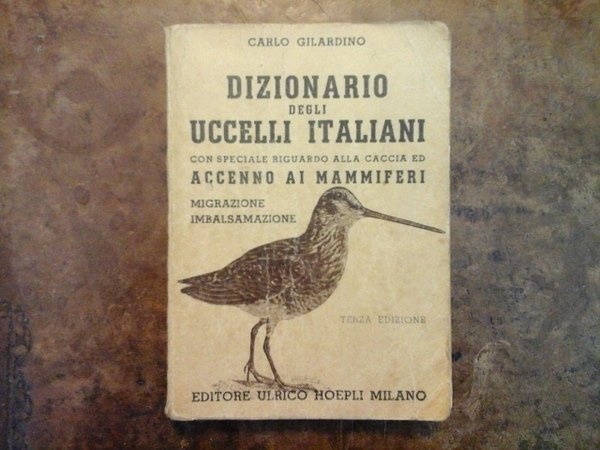 CARLO GILARDINO
DIZIONARIO
DEGLI
UCCELLI ITALIANI
CON SPECIALE RIGUARDO ALLA CACCIA ED
ACCENNO AI MAMMIFERI
MIGRAZIONE
IMBALSAMAZIONE
TERZA EDIZIONE
EDITORE ULRICO HOEPLI MILANO